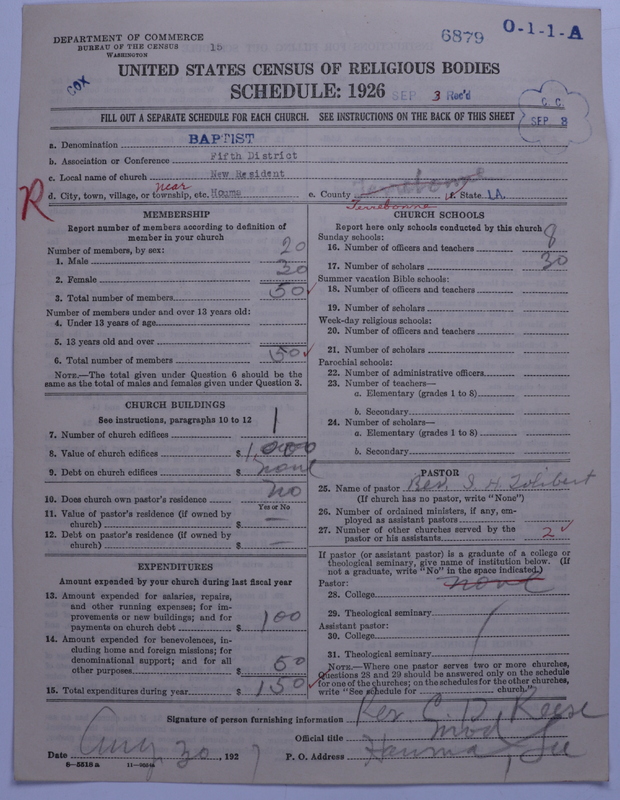 DEPARTMENT OF COMMERCE
BUREAU OF THE CENSUS
WASHINGTON
15
6879
O-1-1-A
COX
UNITED STATES CENSUS OF RELIGIOUS BODIES
SCHEDULE: 1926
SEP 3 Rec'd
C. C.
SEP 8
FILL OUT A SEPARATE SCHEDULE FOR EACH CHURCH. SEE INSTRUCTIONS ON THE BACK OF THIS SHEET
a. Denomination BAPTIST
b. Association or Conference Fifth District
c. Local name of church New Resident
near
R
d. City, town, village, or township, etc. Houma e. County Terrebonne f. State LA
Terrebonne
MEMBERSHIP
Report number of members according to definition of
member in your church
Number of members, by sex:
1. Male 20
2. Female 30
3. Total number of members 50
Number of members under and over 13 years old:
4. Under 13 years of age
5. 13 years old and over
6. Total number of members 50
NOTE.—The total given under Question 6 should be the
same as the total of males and females given under Question 3.
CHURCH BUILDINGS
See instructions, paragraphs 10 to 12
7. Number of church edifices 1
8. Value of church edifices $ 1,000
9. Debt on church edifices $ none
10. Does church own pastor's residence no
Yes or No
11. Value of pastor's residence (if owned by
church) $ —
12. Debt on pastor's residence (if owned by
church) $ —
EXPENDITURES
Amount expended by your church during last fiscal year
13. Amount expended for salaries, repairs,
and other running expenses; for im-
provements or new buildings; and for
payments on church debt $ 100
14. Amount expended for benevolences, in-
cluding home and foreign missions; for
denominational support; and for all
other purposes $ 50
15. Total expenditures during year $ 150
CHURCH SCHOOLS
Report here only schools conducted by this church
Sunday schools:
16. Number of officers and teachers 8
17. Number of scholars 30
Summer vacation Bible schools:
18. Number of officers and teachers
19. Number of scholars
Week-day religious schools:
20. Number of officers and teachers
21. Number of scholars
Parochial schools:
22. Number of administrative officers
23. Number of teachers—
a. Elementary (grades 1 to 8)
b. Secondary
24. Number of scholars—
a. Elementary (grades 1 to 8)
b. Secondary
PASTOR
25. Name of pastor Rev. I. H. Tolibert
(If church has no pastor, write "None")
26. Number of ordained ministers, if any, em-
ployed as assistant pastors
27. Number of other churches served by the
pastor or his assistants 2
If pastor (or assistant pastor) is a graduate of a college or
theological seminary, give name of institution below. (If
not a graduate, write "No" in the space indicated.)
Pastor:
28. College none
29. Theological seminary
Assistant pastor:
30. College
31. Theological seminary
NOTE.—Where one pastor serves two or more churches,
Questions 28 and 29 should be answered only on the schedule
for one of the churches; on the schedules for the other churches,
write "See schedule for church."
Signature of person furnishing information Rev C. D. Reese
Official title Mod
Date Aug 30, 1927 P. O. Address Houma, La
8—5518a